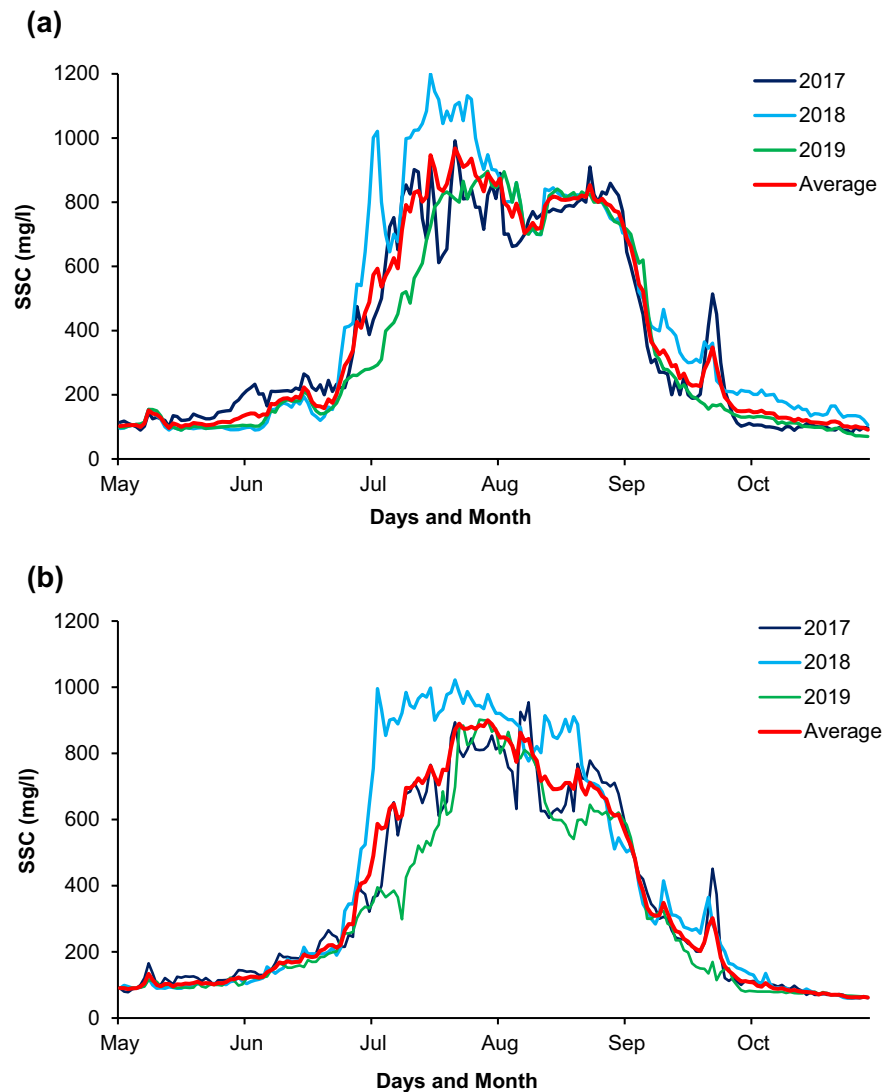 (a)
1200
1000
800
600
400
200
0
SSC (mg/l)
May Jun Jul Aug Sep Oct
Days and Month
2017
2018
2019
Average
(b)
1200
1000
800
600
400
200
0
SSC (mg/l)
May Jun Jul Aug Sep Oct
Days and Month
2017
2018
2019
Average